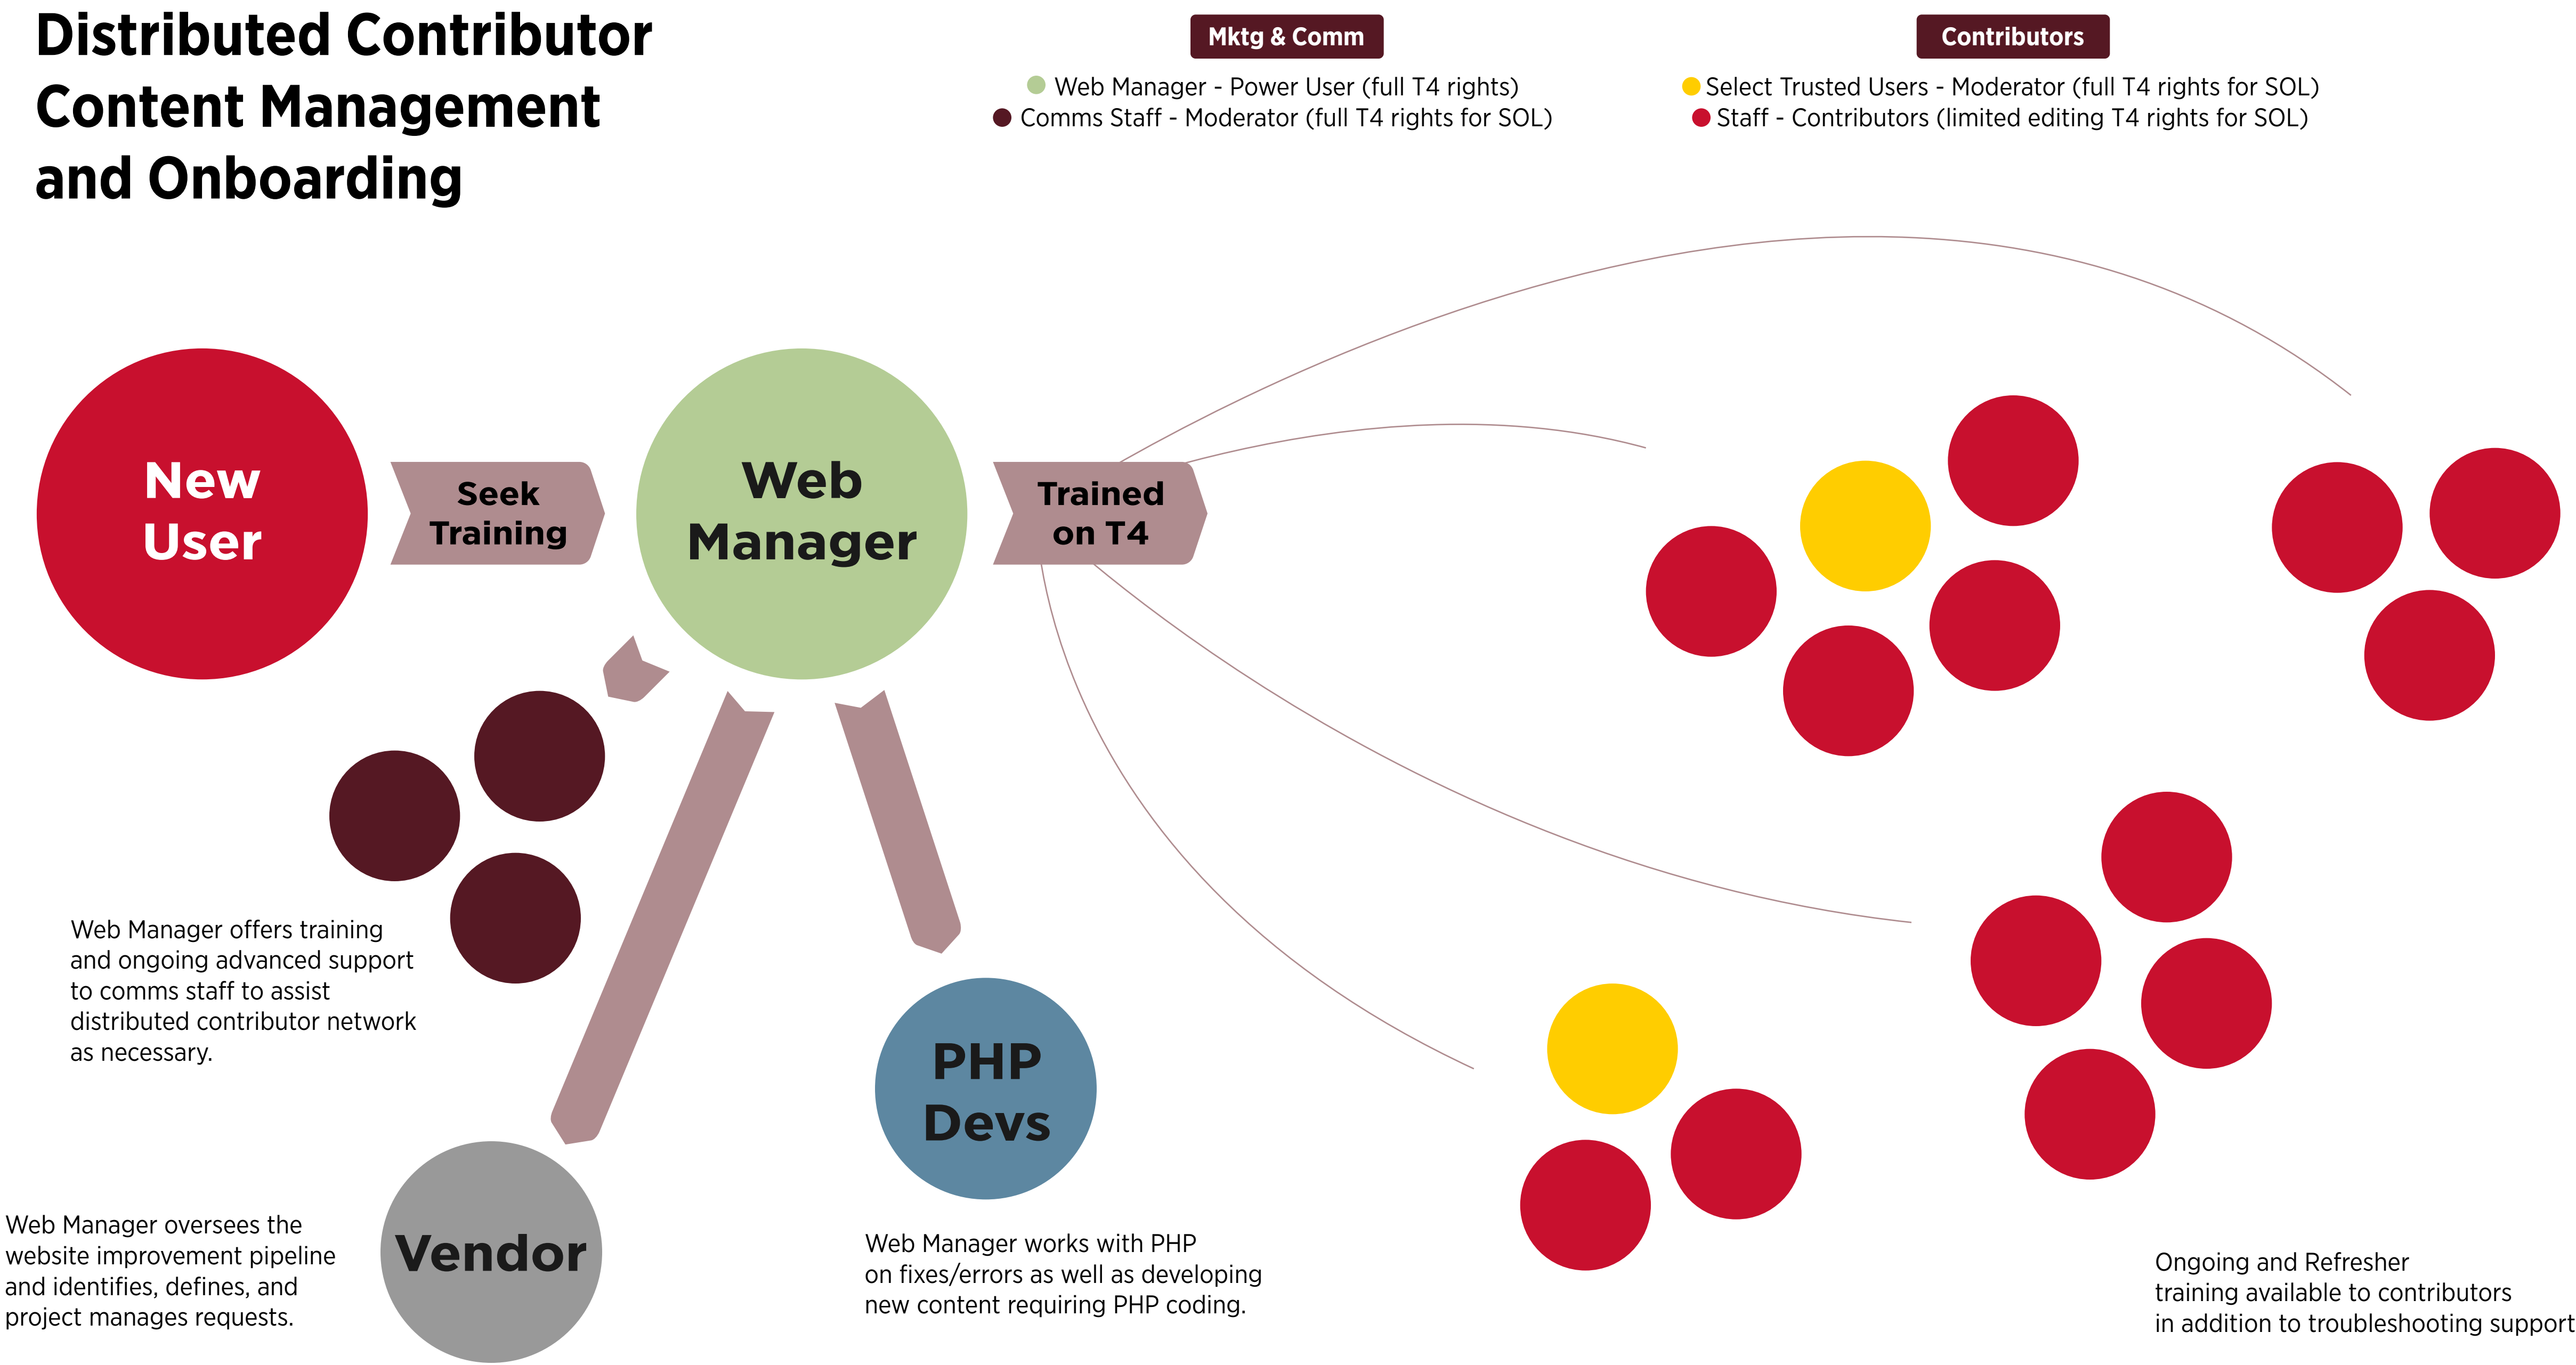 Distributed Contributor
Content Management
and Onboarding
Mktg & Comm
Web Manager - Power User (full T4 rights)
Comms Staff - Moderator (full T4 rights for SOL)
Contributors
Select Trusted Users - Moderator (full T4 rights for SOL)
Staff - Contributors (limited editing T4 rights for SOL)
New
User
Seek
Training
Web
Manager
Trained
on T4
Web Manager offers training
and ongoing advanced support
to comms staff to assist
distributed contributor network
as necessary.
PHP
Devs
Vendor
Web Manager oversees the
website improvement pipeline
and identifies, defines, and
project manages requests.
Web Manager works with PHP
on fixes/errors as well as developing
new content requiring PHP coding.
Ongoing and Refresher
training available to contributors
in addition to troubleshooting support